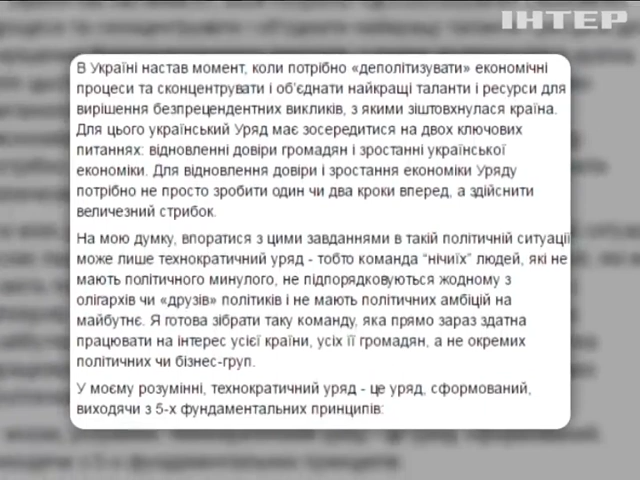 ІНТЕР
В Україні настав момент, коли потрібно «деполітизувати» економічні
процеси та сконцентрувати і об'єднати найкращі таланти і ресурси для
вирішення безпрецендентних викликів, з якими зіштовхнулася країна.
Для цього український Уряд має зосередитися на двох ключових
питаннях: відновленні довіри громадян і зростанні української
економіки. Для відновлення довіри і зростання економіки Уряду
потрібно не просто зробити один чи два кроки вперед, а здійснити
величезний стрибок.
На мою думку, впоратися з цими завданнями в такій політичній ситуації
може лише технократичний уряд - тобто команда “нічиїх” людей, які не
мають політичного минулого, не підпорядковуються жодному з
олігархів чи «друзів» політиків і не мають політичних амбіцій на
майбутнє. Я готова зібрати таку команду, яка прямо зараз здатна
працювати на інтерес усієї країни, усіх її громадян, а не окремих
політичних чи бізнес-груп.
У моєму розумінні, технократичний уряд - це уряд, сформований,
виходячи з 5-х фундаментальних принципів: